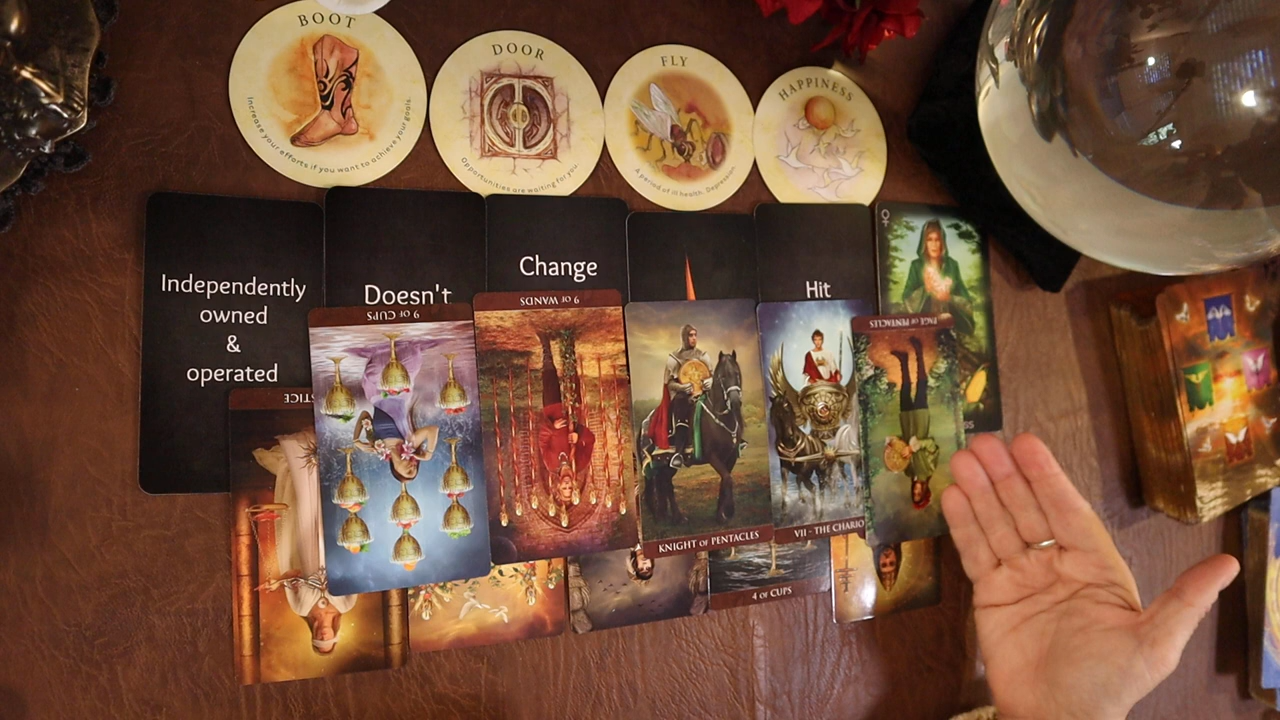 BOOT
Increase your efforts if you want to achieve your goals.
DOOR
Opportunities are waiting for you.
FLY
A period of ill health. Depression
HAPPINESS
Independently
owned
&
operated
Doesn't
Change
Hit
♀
SS
STICE
9 OF CUPS
9 OF WANDS
KNIGHT OF PENTACLES
VII - THE CHARIO
PAGE OF PENTACLES
4 OF CUPS